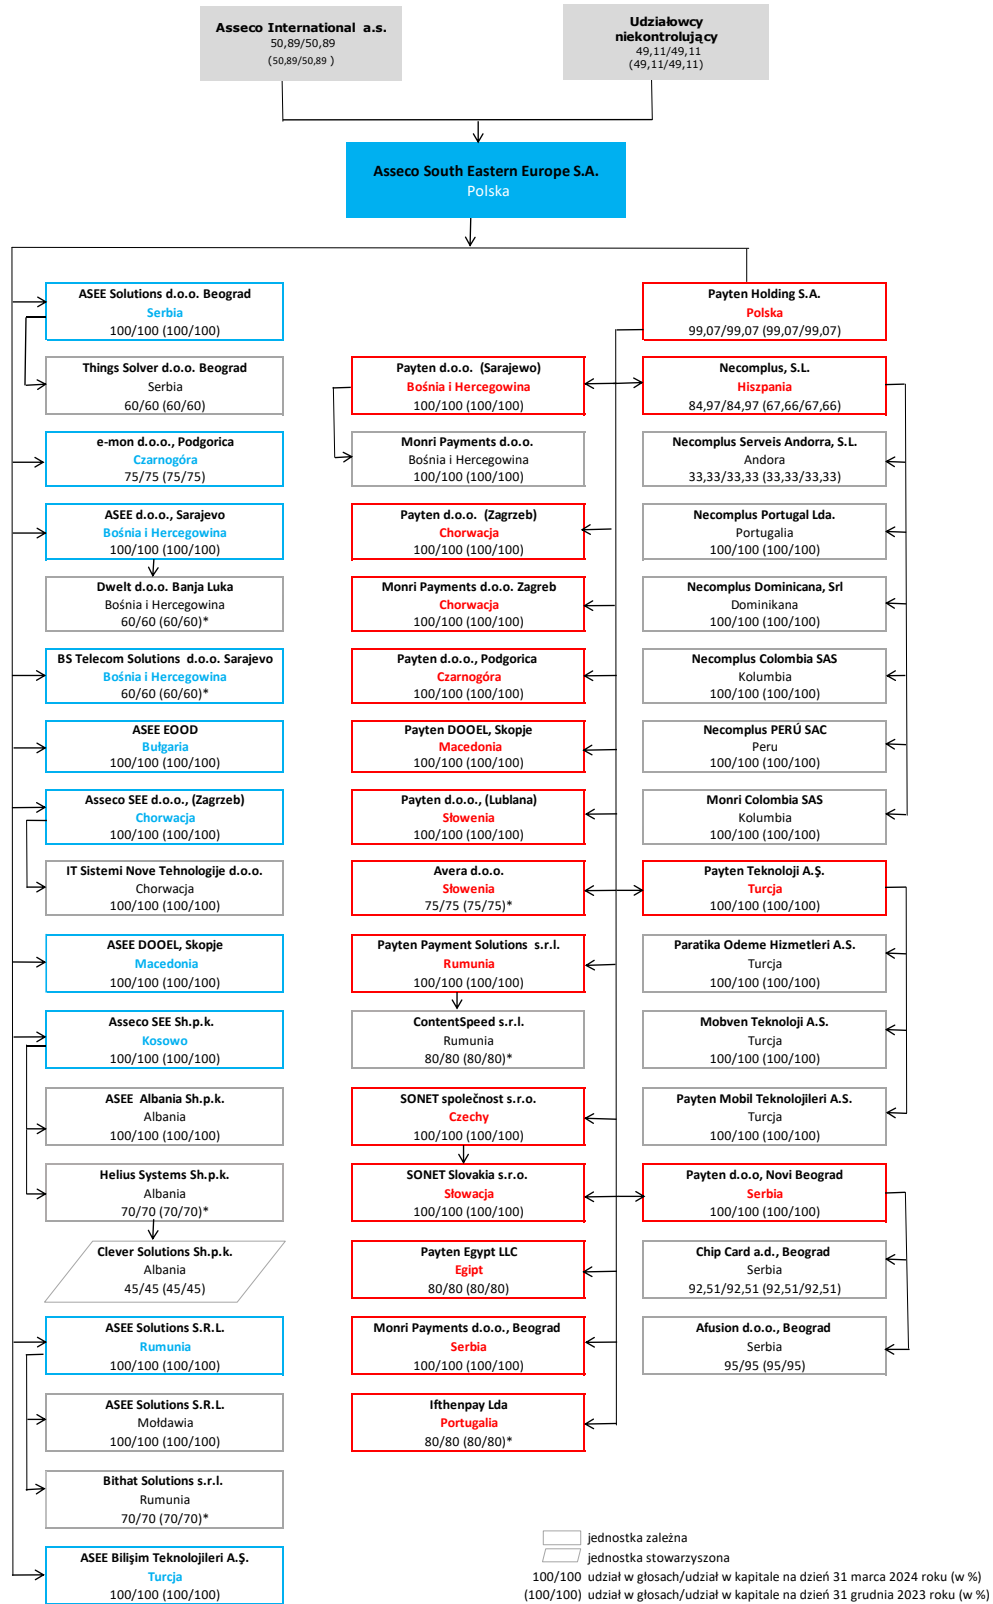 Asseco International a.s.
50,89/50,89
(50,89/50,89 )
Udziałowcy
niekontrolujący
49,11/49,11
(49,11/49,11)
Asseco South Eastern Europe S.A.
Polska
ASEE Solutions d.o.o. Beograd
Serbia
100/100 (100/100)
Things Solver d.o.o. Beograd
Serbia
60/60 (60/60)
e-mon d.o.o., Podgorica
Czarnogóra
75/75 (75/75)
ASEE d.o.o., Sarajevo
Bośnia i Hercegowina
100/100 (100/100)
Dwelt d.o.o. Banja Luka
Bośnia i Hercegowina
60/60 (60/60)*
BS Telecom Solutions d.o.o. Sarajevo
Bośnia i Hercegowina
60/60 (60/60)*
ASEE EOOD
Bułgaria
100/100 (100/100)
Asseco SEE d.o.o., (Zagrzeb)
Chorwacja
100/100 (100/100)
IT Sistemi Nove Tehnologije d.o.o.
Chorwacja
100/100 (100/100)
ASEE DOOEL, Skopje
Macedonia
100/100 (100/100)
Asseco SEE Sh.p.k.
Kosowo
100/100 (100/100)
ASEE Albania Sh.p.k.
Albania
100/100 (100/100)
Helius Systems Sh.p.k.
Albania
70/70 (70/70)*
Clever Solutions Sh.p.k.
Albania
45/45 (45/45)
ASEE Solutions S.R.L.
Rumunia
100/100 (100/100)
ASEE Solutions S.R.L.
Mołdawia
100/100 (100/100)
Bithat Solutions s.r.l.
Rumunia
70/70 (70/70)*
ASEE Bilişim Teknolojileri A.Ş.
Turcja
100/100 (100/100)
Payten d.o.o. (Sarajewo)
Bośnia i Hercegowina
100/100 (100/100)
Monri Payments d.o.o.
Bośnia i Hercegowina
100/100 (100/100)
Payten d.o.o. (Zagrzeb)
Chorwacja
100/100 (100/100)
Monri Payments d.o.o. Zagreb
Chorwacja
100/100 (100/100)
Payten d.o.o., Podgorica
Czarnogóra
100/100 (100/100)
Payten DOOEL, Skopje
Macedonia
100/100 (100/100)
Payten d.o.o., (Lublana)
Słowenia
100/100 (100/100)
Avera d.o.o.
Słowenia
75/75 (75/75)*
Payten Payment Solutions s.r.l.
Rumunia
100/100 (100/100)
ContentSpeed s.r.l.
Rumunia
80/80 (80/80)*
SONET společnost s.r.o.
Czechy
100/100 (100/100)
SONET Slovakia s.r.o.
Słowacja
100/100 (100/100)
Payten Egypt LLC
Egipt
80/80 (80/80)
Monri Payments d.o.o., Beograd
Serbia
100/100 (100/100)
Ifthenpay Lda
Portugalia
80/80 (80/80)*
Payten Holding S.A.
Polska
99,07/99,07 (99,07/99,07)
Necomplus, S.L.
Hiszpania
84,97/84,97 (67,66/67,66)
Necomplus Serveis Andorra, S.L.
Andora
33,33/33,33 (33,33/33,33)
Necomplus Portugal Lda.
Portugalia
100/100 (100/100)
Necomplus Dominicana, Srl
Dominikana
100/100 (100/100)
Necomplus Colombia SAS
Kolumbia
100/100 (100/100)
Necomplus PERÚ SAC
Peru
100/100 (100/100)
Monri Colombia SAS
Kolumbia
100/100 (100/100)
Payten Teknoloji A.Ş.
Turcja
100/100 (100/100)
Paratika Odeme Hizmetleri A.S.
Turcja
100/100 (100/100)
Mobven Teknoloji A.S.
Turcja
100/100 (100/100)
Payten Mobil Teknolojileri A.S.
Turcja
100/100 (100/100)
Payten d.o.o, Novi Beograd
Serbia
100/100 (100/100)
Chip Card a.d., Beograd
Serbia
92,51/92,51 (92,51/92,51)
Afusion d.o.o., Beograd
Serbia
95/95 (95/95)
jednostka zależna
jednostka stowarzyszona
100/100 udział w głosach/udział w kapitale na dzień 31 marca 2024 roku (w %)
(100/100) udział w głosach/udział w kapitale na dzień 31 grudnia 2023 roku (w %)